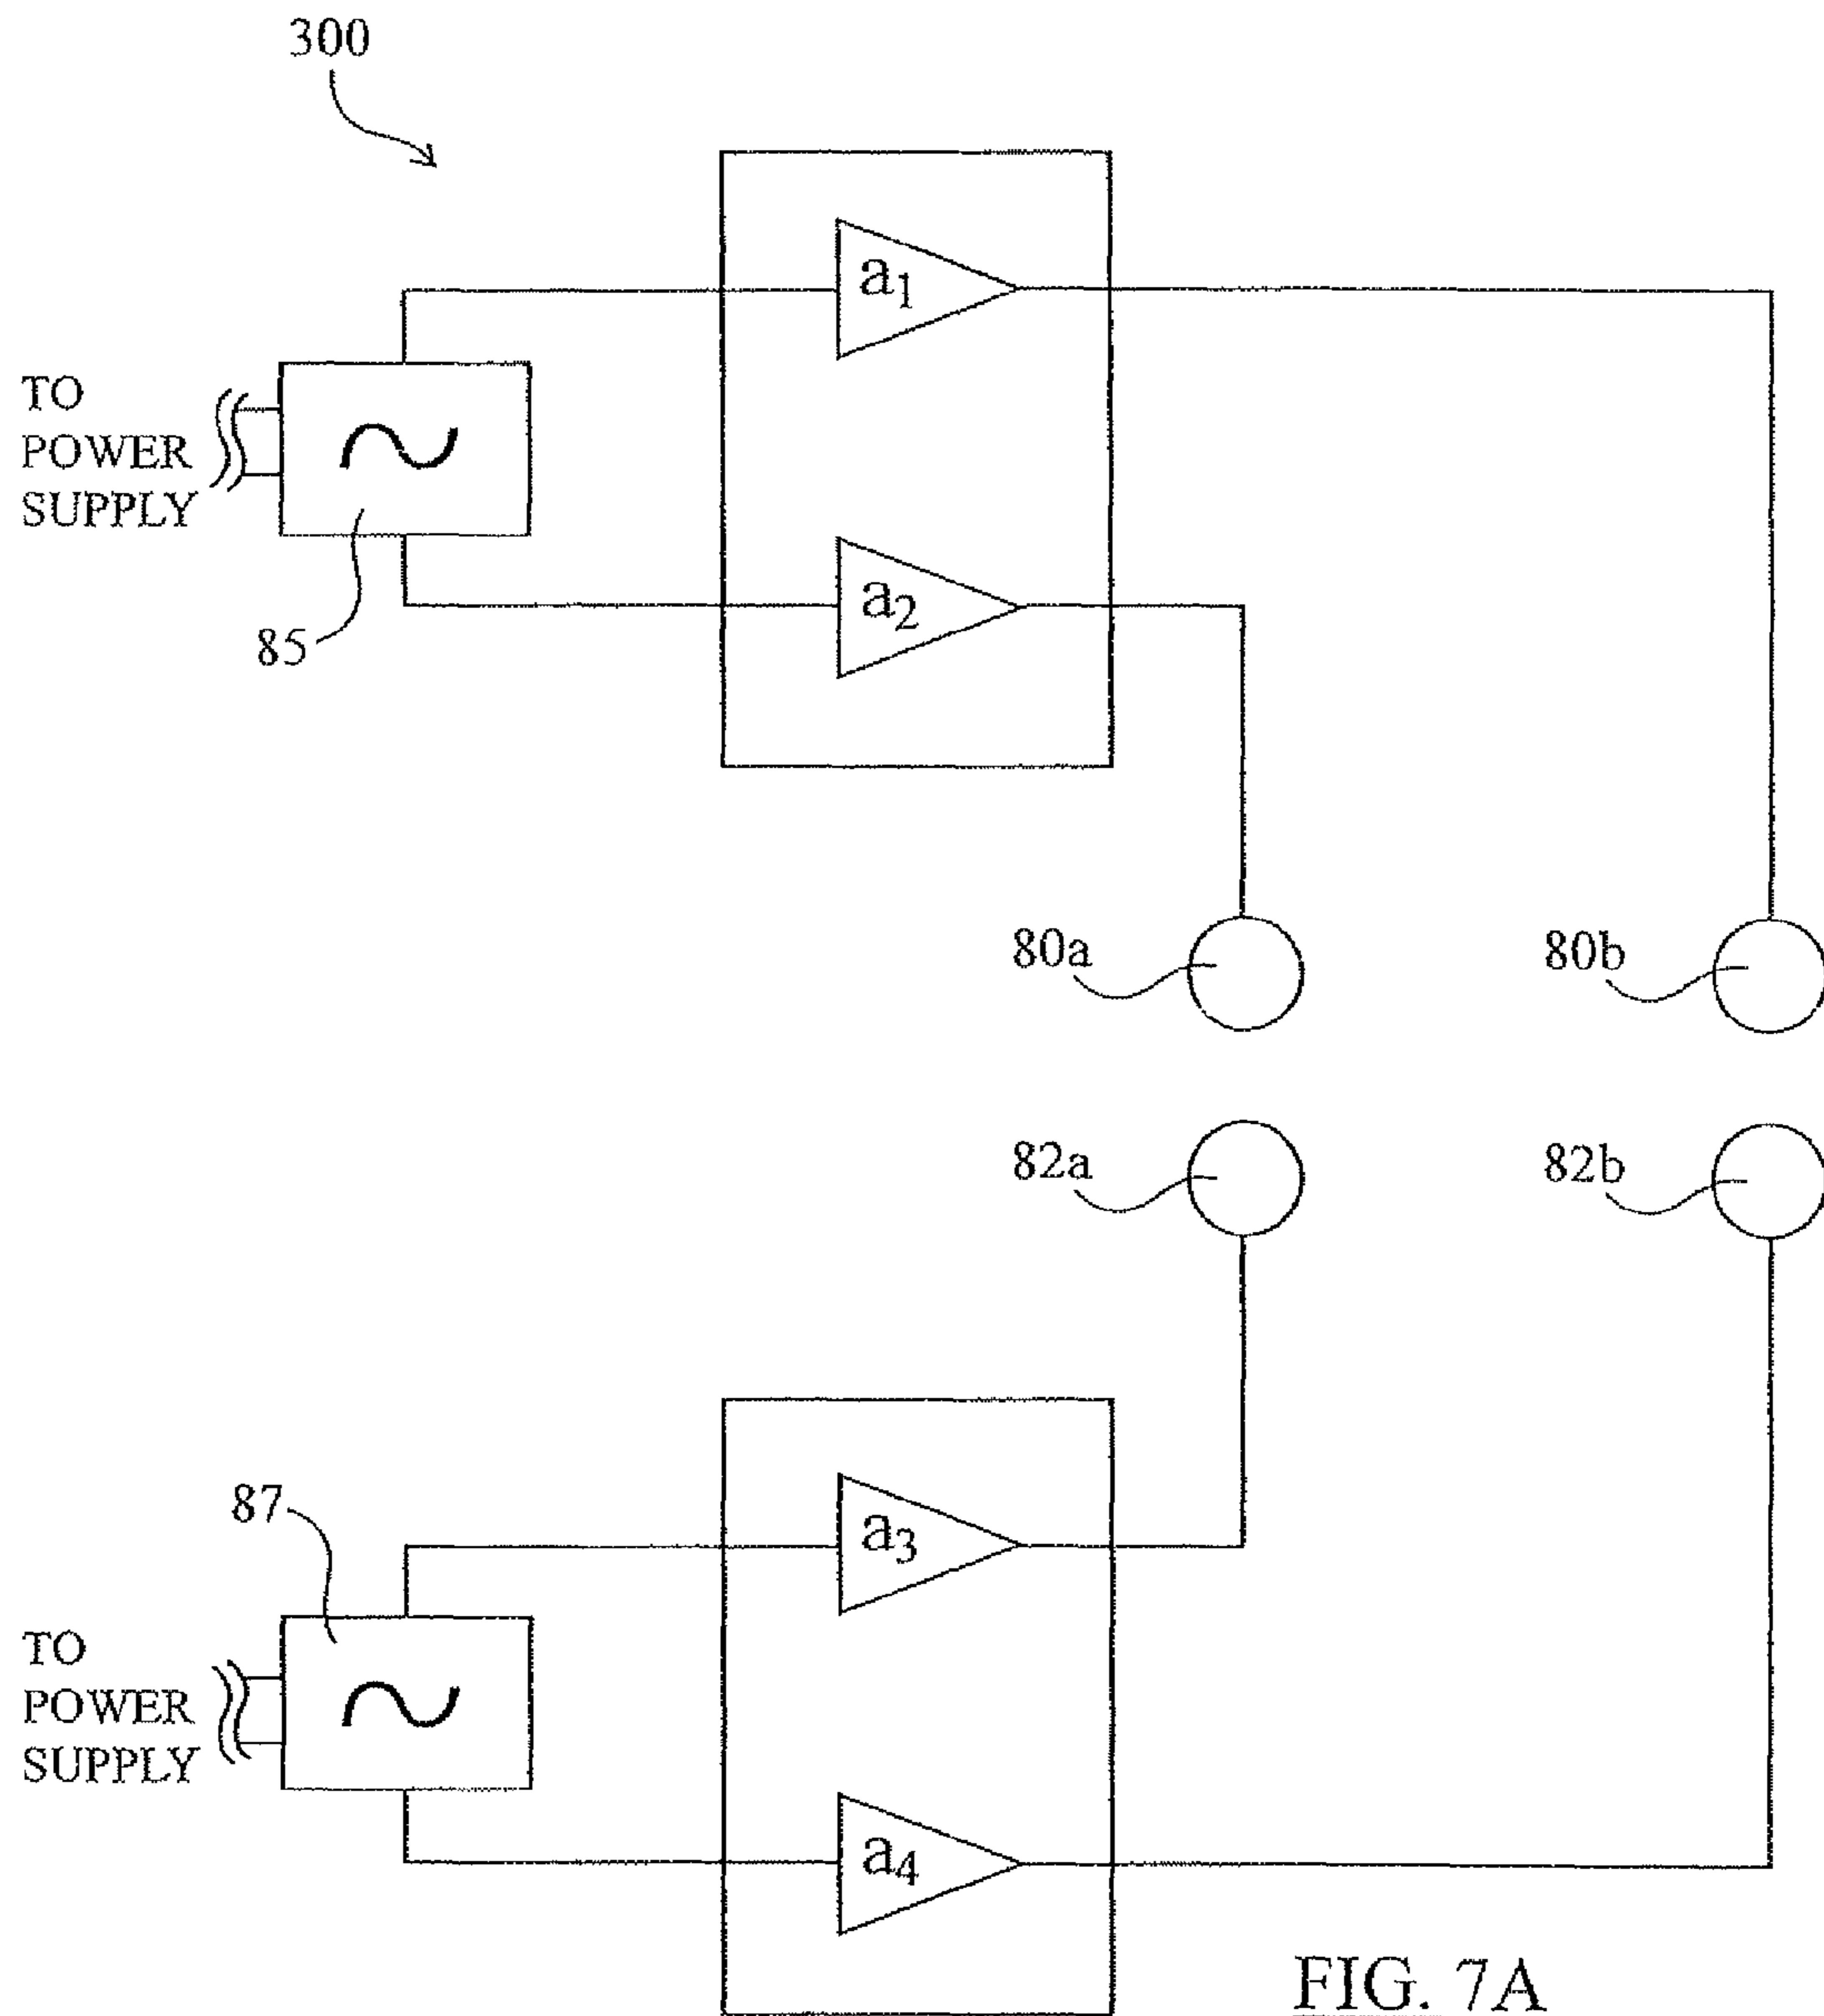 300
a1
TO
POWER
SUPPLY
85
a2
80a
80b
82a
82b
87
a3
TO
POWER
SUPPLY
a4
FIG. 7A